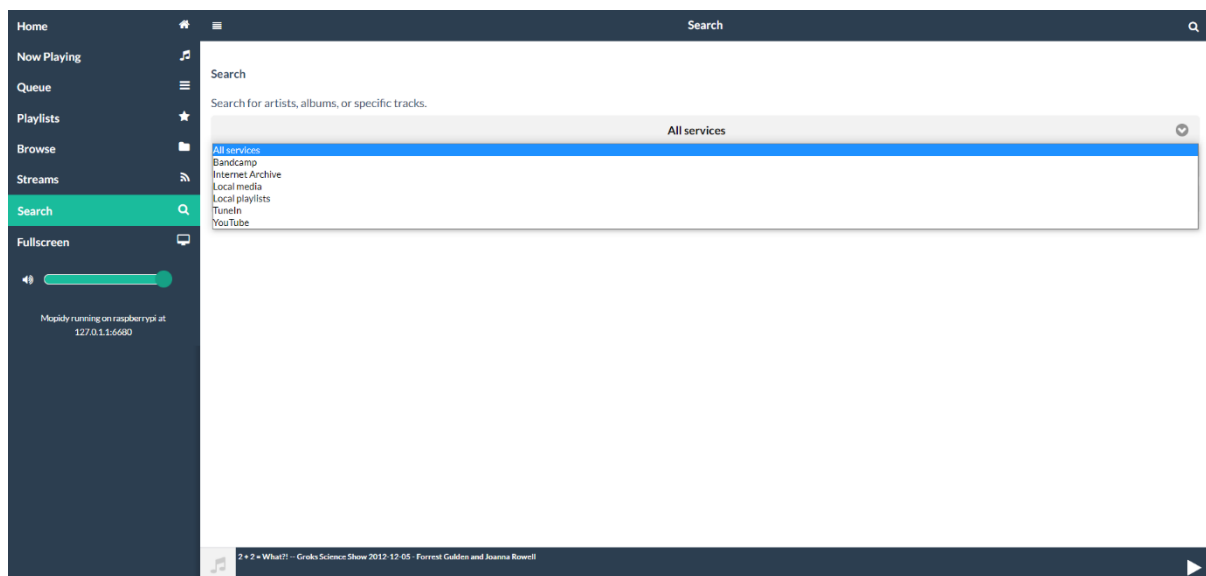 Home
Now Playing
Queue
Playlists
Browse
Streams
Search
Fullscreen
Mopidy running on raspberrypi at
127.0.1.1:6680
Search
Search
Search for artists, albums, or specific tracks.
All services
All services
Bandcamp
Internet Archive
Local media
Local playlists
TuneIn
YouTube
2 + 2 = What?! -- Groks Science Show 2012-12-05 - Forrest Gulden and Joanna Rowell